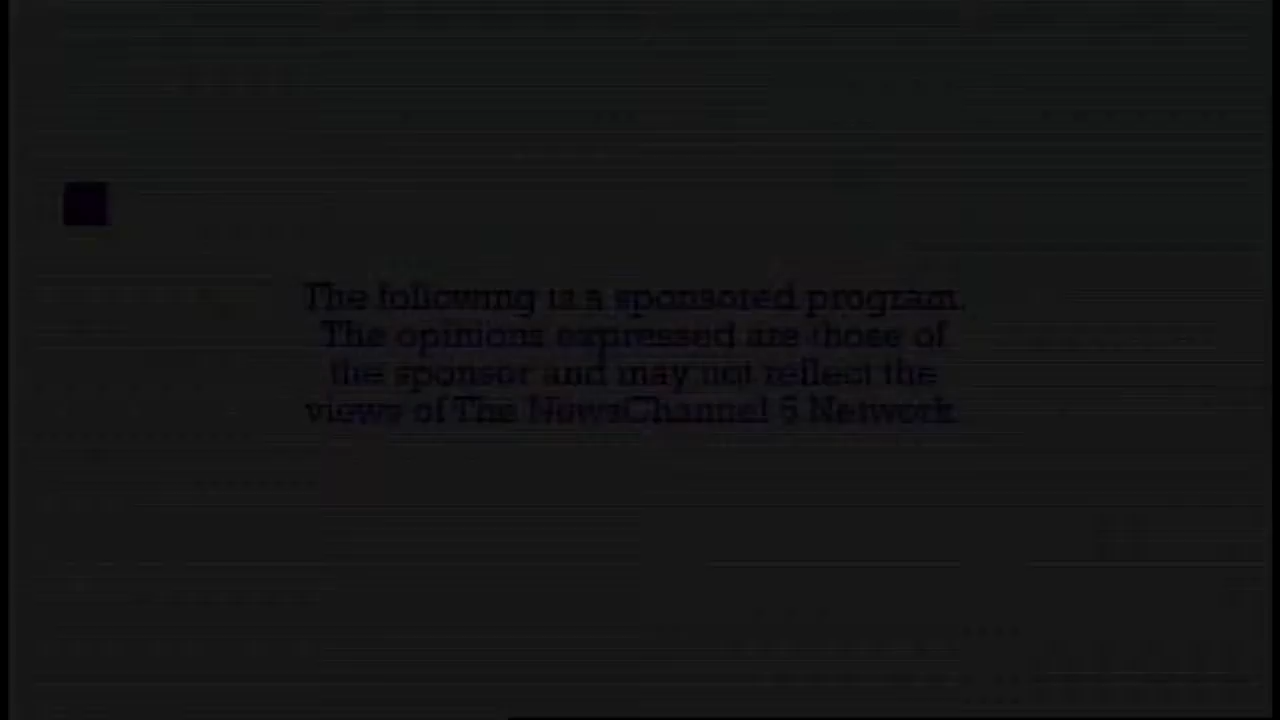 The following is a sponsored program.
The opinions expressed are those of
the sponsor and may not reflect the
views of The NewsChannel 5 Network.